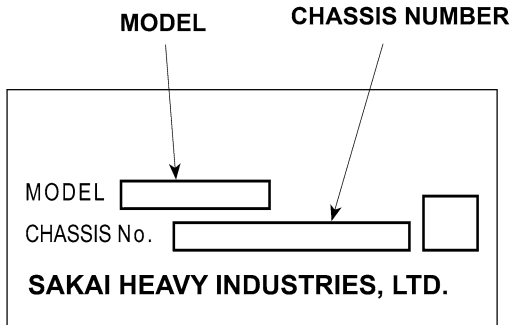 MODEL
CHASSIS NUMBER
MODEL
CHASSIS No.
SAKAI HEAVY INDUSTRIES, LTD.